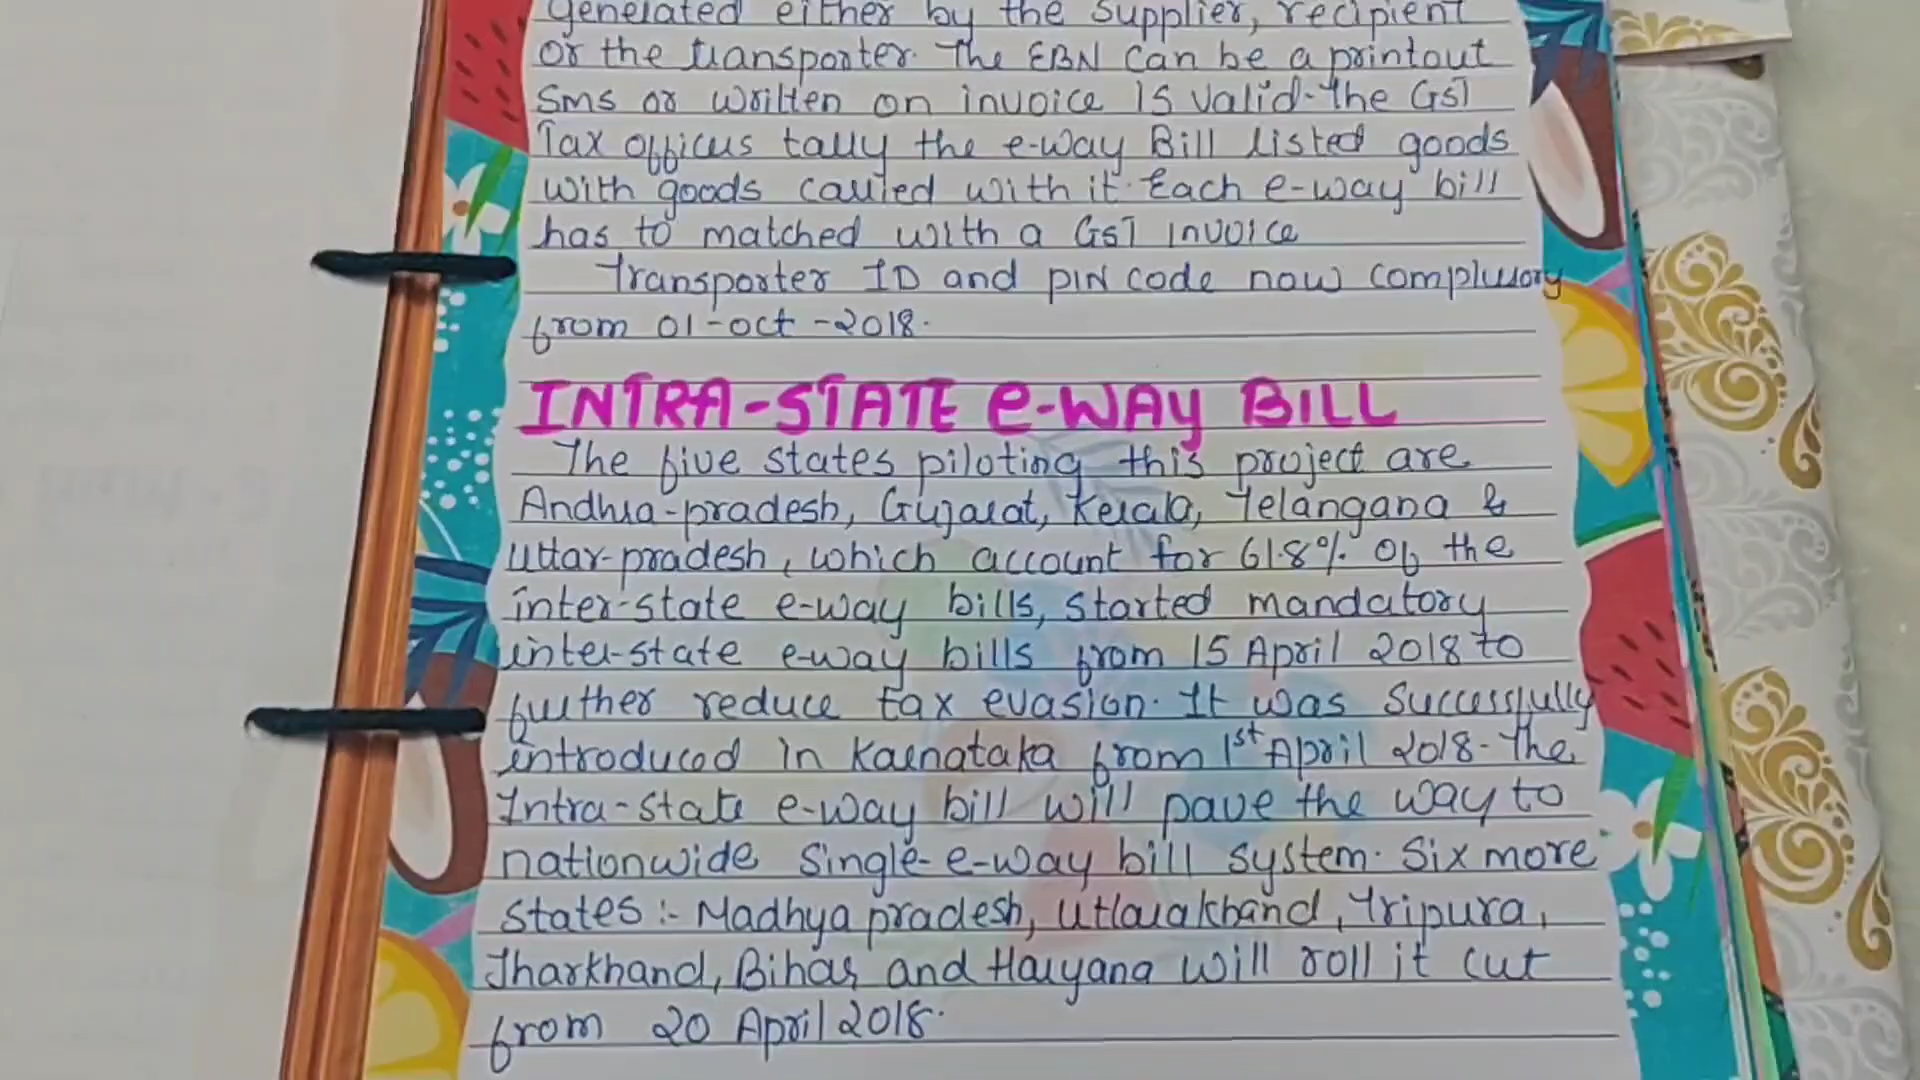 Generated either by the supplier, recipient
or the transporter. The EBN can be a printout
Sms or written on invoice is valid. The GST
Tax officers tally the e-way Bill listed goods
with goods carried with it. Each e-way bill
has to matched with a GST invoice
Transporter ID and PIN code now complusory
from 01-oct-2018.
INTRA-STATE e-WAY BILL
The five states piloting this project are
Andhra-pradesh, Gujarat, Kerala, Telangana &
Uttar-pradesh, which account for 61.8% of the
inter-state e-way bills, started mandatory
inter-state e-way bills from 15 April 2018 to
further reduce tax evasion. It was successfully
introduced in Karnataka from 1st April 2018. The
Intra-state e-way bill will pave the way to
nationwide single-e-way bill system. Six more
states :- Madhya pradesh, Uttarakhand, Tripura,
Jharkhand, Bihar and Haryana will roll it out
from 20 April 2018.